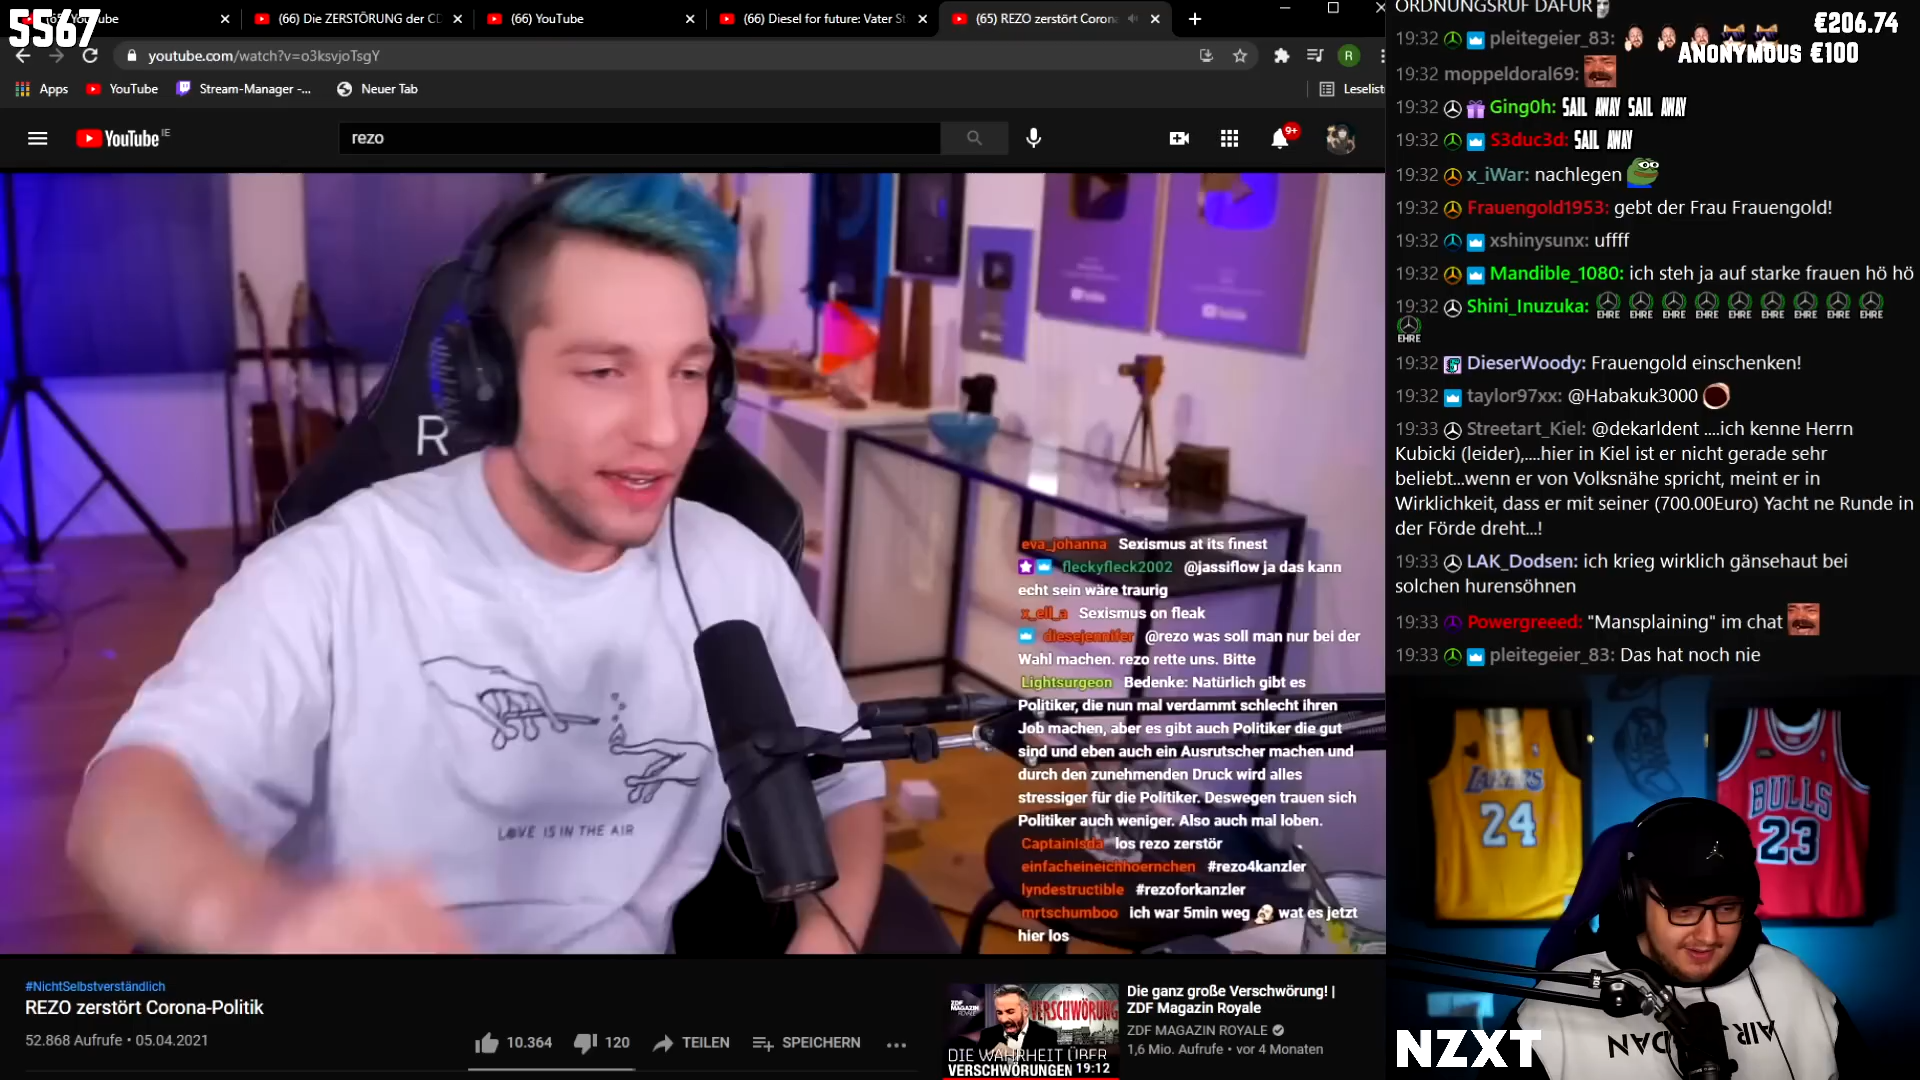 5567
YouTube
(66) Die ZERSTÖRUNG der CD
(66) YouTube
(66) Diesel for future: Vater St
(65) REZO zerstört Corona
youtube.com/watch?v=o3ksvjoTsgY
R
Apps
YouTube
Stream-Manager -...
Neuer Tab
Leselist
YouTube IE
rezo
9+
R
LOVE IS IN THE AIR
eva_johanna Sexismus at its finest
fleckyfleck2002 @jassiflow ja das kann
echt sein wäre traurig
x_ell_a Sexismus on fleak
diesejennifer @rezo was soll man nur bei der
Wahl machen. rezo rette uns. Bitte
Lightsurgeon Bedenke: Natürlich gibt es
Politiker, die nun mal verdammt schlecht ihren
Job machen, aber es gibt auch Politiker die gut
sind und eben auch ein Ausrutscher machen und
durch den zunehmenden Druck wird alles
stressiger für die Politiker. Deswegen trauen sich
Politiker auch weniger. Also auch mal loben.
CaptainIsda los rezo zerstör
einfacheineichhoernchen #rezo4kanzler
lyndestructible #rezoforkanzler
mrtschumboo ich war 5min weg wat es jetzt
hier los
#NichtSelbstverständlich
REZO zerstört Corona-Politik
52.868 Aufrufe • 05.04.2021
10.364
120
TEILEN
SPEICHERN
ZDF MAGAZIN ROYALE
VERSCHWÖRUNG
DIE WAHRHEIT ÜBER
VERSCHWÖRUNGEN 19:12
Die ganz große Verschwörung! |
ZDF Magazin Royale
ZDF MAGAZIN ROYALE
1,6 Mio. Aufrufe • vor 4 Monaten
ORDNUNGSRUF DAFÜR
€206.74
Anonymous €100
19:32 pleitegeier_83:
19:32 moppeldoral69:
19:32 Ging0h: SAIL AWAY SAIL AWAY
19:32 S3duc3d: SAIL AWAY
19:32 x_iWar: nachlegen
19:32 Frauengold1953: gebt der Frau Frauengold!
19:32 xshinysunx: uffff
19:32 Mandible_1080: ich steh ja auf starke frauen hö hö
19:32 Shini_Inuzuka: EHRE EHRE EHRE EHRE EHRE EHRE EHRE EHRE EHRE
EHRE
19:32 DieserWoody: Frauengold einschenken!
19:32 taylor97xx: @Habakuk3000
19:33 Streetart_Kiel: @dekarldent ....ich kenne Herrn
Kubicki (leider),....hier in Kiel ist er nicht gerade sehr
beliebt...wenn er von Volksnähe spricht, meint er in
Wirklichkeit, dass er mit seiner (700.00Euro) Yacht ne Runde in
der Förde dreht...!
19:33 LAK_Dodsen: ich krieg wirklich gänsehaut bei
solchen hurensöhnen
19:33 Powergreeed: "Mansplaining" im chat
19:33 pleitegeier_83: Das hat noch nie
LAKERS
24
BULLS
23
NZXT